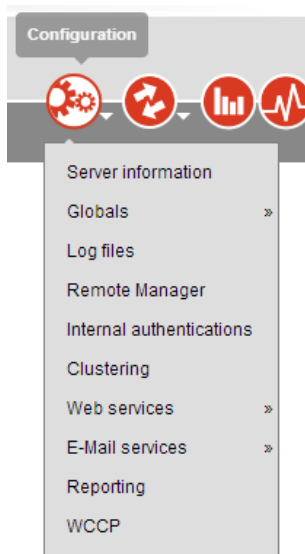 Configuration
Server information
Globals »
Log files
Remote Manager
Internal authentications
Clustering
Web services »
E-Mail services »
Reporting
WCCP